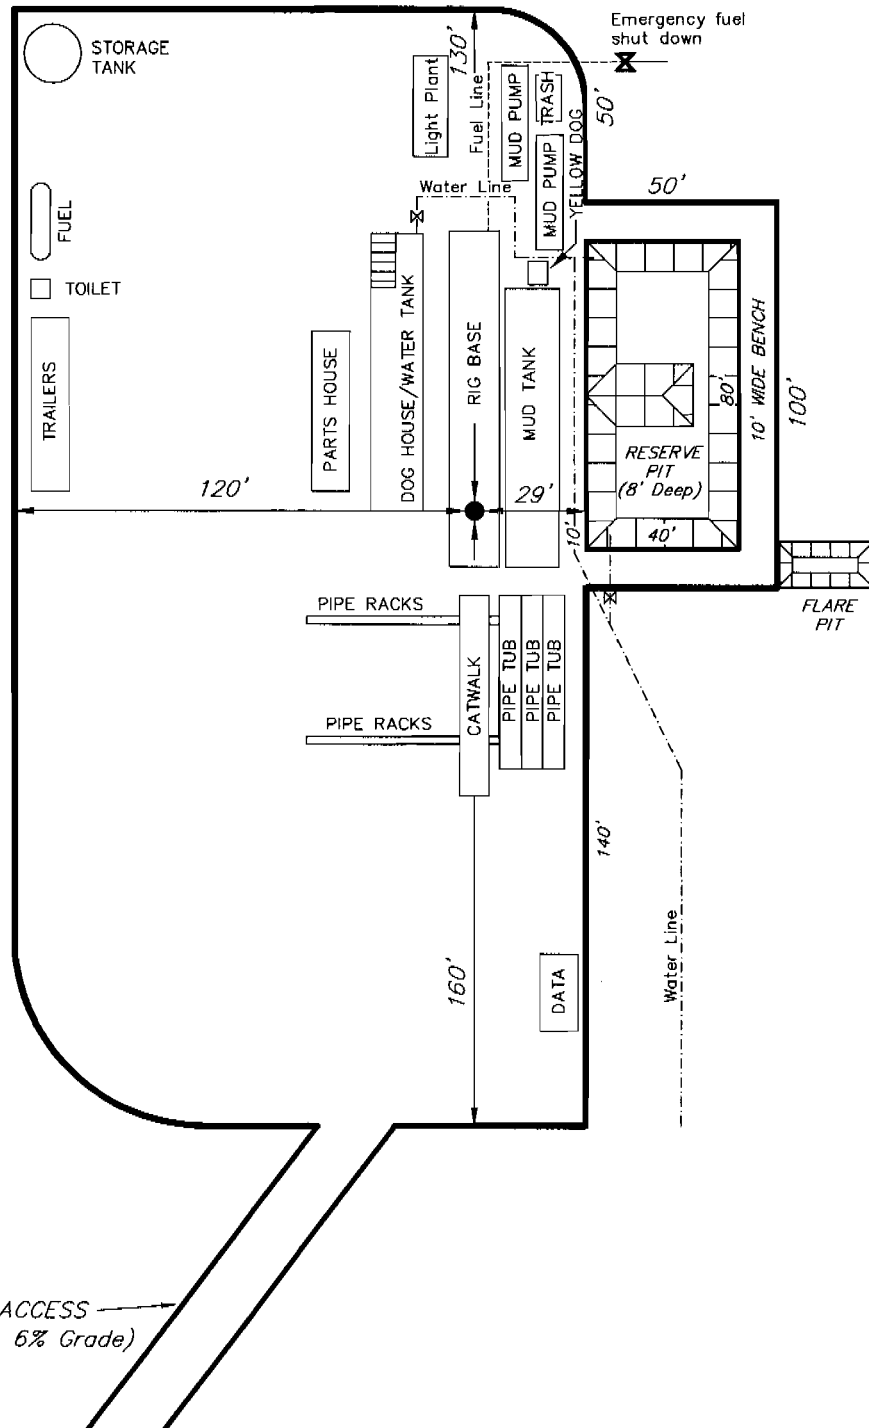 Emergency fuel
shut down
STORAGE
TANK
130'
Light Plant
Fuel Line
MUD PUMP
TRASH
50'
MUD PUMP
YELLOW DOG
Water Line
50'
FUEL
TOILET
TRAILERS
PARTS HOUSE
DOG HOUSE/WATER TANK
RIG BASE
MUD TANK
80'
10' WIDE BENCH
100'
RESERVE
PIT
(8' Deep)
120'
29'
10'
40'
FLARE
PIT
PIPE RACKS
CATWALK
PIPE TUB
PIPE TUB
PIPE TUB
PIPE RACKS
140'
160'
DATA
Water Line
ACCESS
6% Grade)